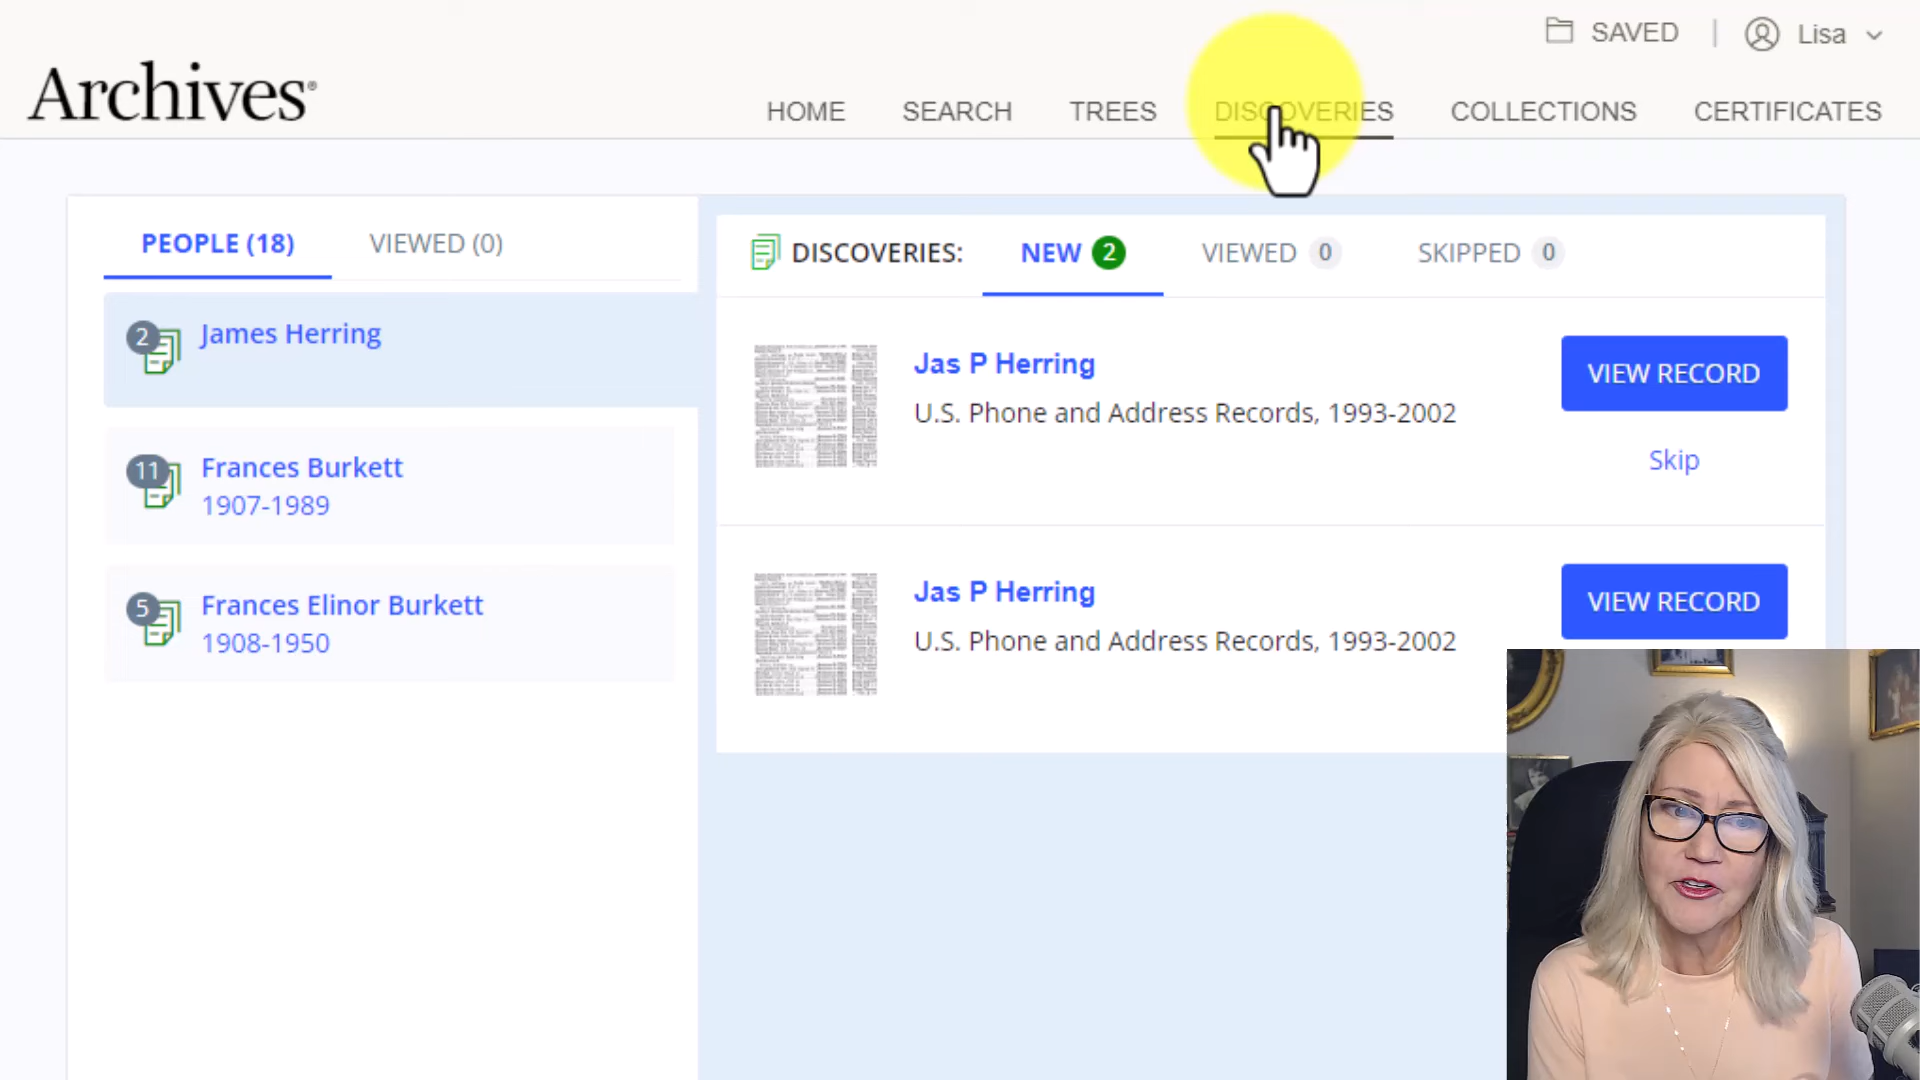 SAVED | Lisa
Archives®
HOME SEARCH TREES DISCOVERIES COLLECTIONS CERTIFICATES
PEOPLE (18) VIEWED (0)
2 James Herring
11 Frances Burkett
1907-1989
5 Frances Elinor Burkett
1908-1950
DISCOVERIES: NEW 2 VIEWED 0 SKIPPED 0
Jas P Herring
U.S. Phone and Address Records, 1993-2002
VIEW RECORD
Skip
Jas P Herring
U.S. Phone and Address Records, 1993-2002
VIEW RECORD